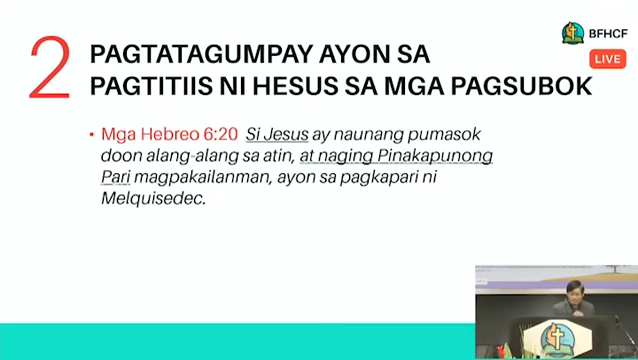 BFHCF
LIVE
2 PAGTATAGUMPAY AYON SA
PAGTITIIS NI HESUS SA MGA PAGSUBOK
• Mga Hebreo 6:20 Si Jesus ay naunang pumasok
doon alang-alang sa atin, at naging Pinakapunong
Pari magpakailanman, ayon sa pagkapari ni
Melquisedec.